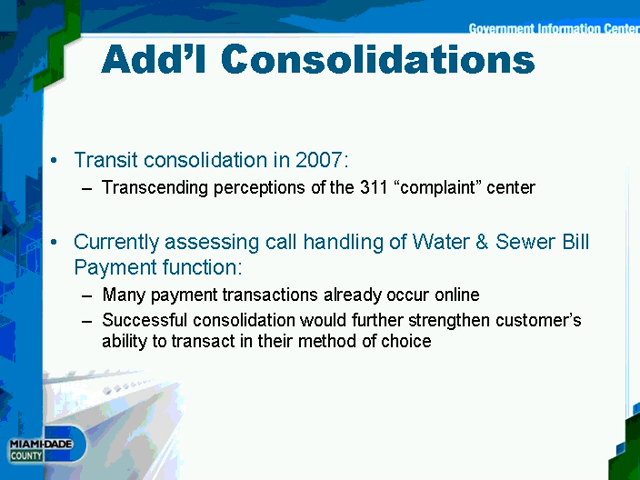 Government Information Center
Add'l Consolidations
• Transit consolidation in 2007:
– Transcending perceptions of the 311 “complaint” center
• Currently assessing call handling of Water & Sewer Bill
Payment function:
– Many payment transactions already occur online
– Successful consolidation would further strengthen customer’s
ability to transact in their method of choice
MIAMI-DADE
COUNTY